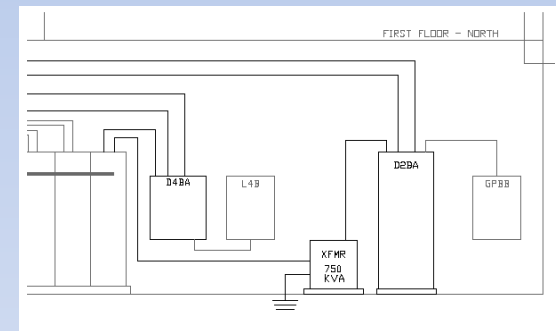 FIRST FLOOR - NORTH
D2BA
D4BA
L4B
GPBB
XFMR
750
KVA